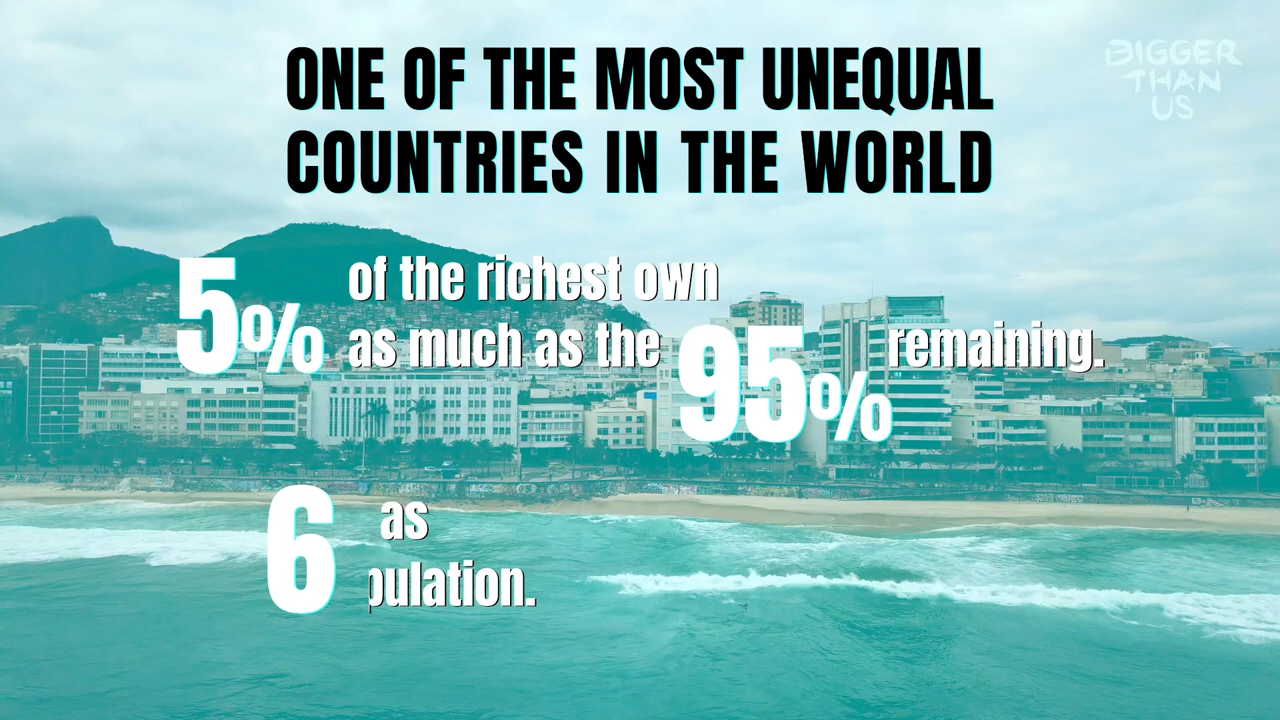 ONE OF THE MOST UNEQUAL
COUNTRIES IN THE WORLD
BIGGER
THAN
US
5% of the richest own
as much as the 95% remaining.
6 as
pulation.